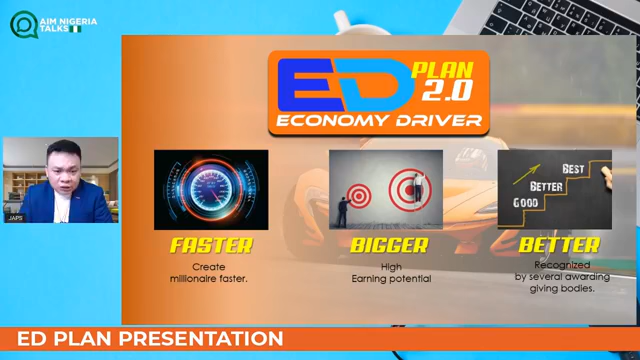 AIM NIGERIA
TALKS
ED PLAN
2.0
ECONOMY DRIVER
JAPS
GOOD
BETTER
BEST
FASTER
Create
millionaire faster.
BIGGER
High
Earning potential
BETTER
Recognized
by several awarding
giving bodies.
ED PLAN PRESENTATION